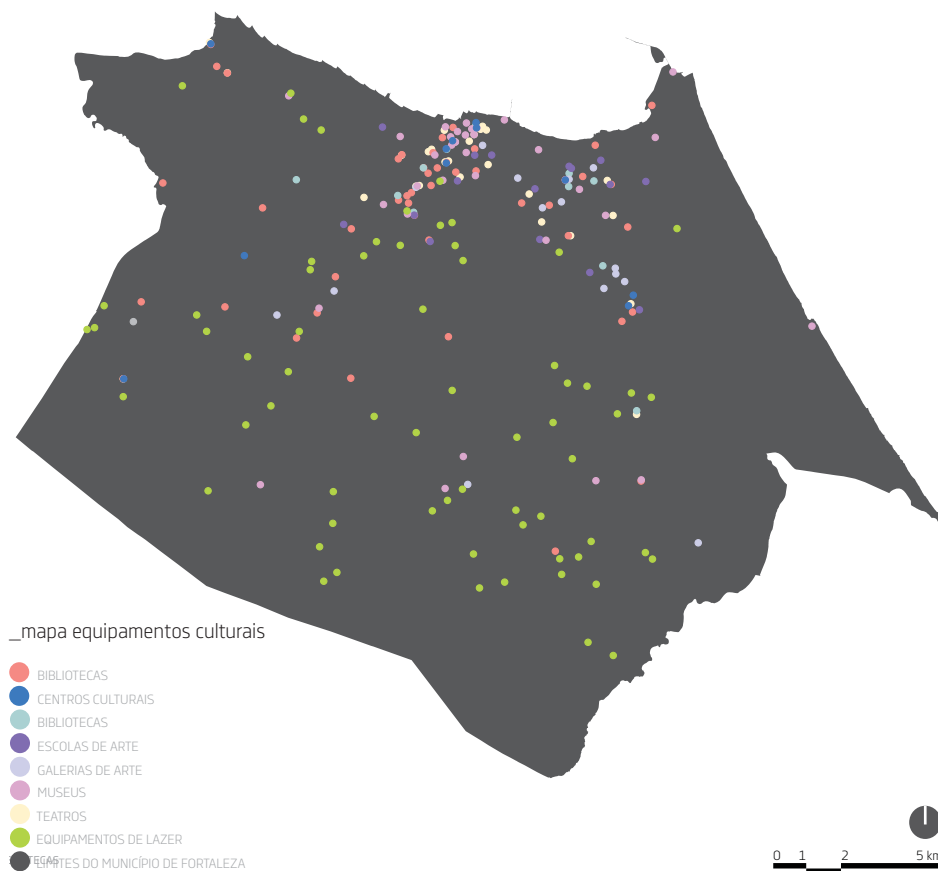 _mapa equipamentos culturais
BIBLIOTECAS
CENTROS CULTURAIS
BIBLIOTECAS
ESCOLAS DE ARTE
GALERIAS DE ARTE
MUSEUS
TEATROS
EQUIPAMENTOS DE LAZER
LIMITES DO MUNICÍPIO DE FORTALEZA
0 1 2 5 km